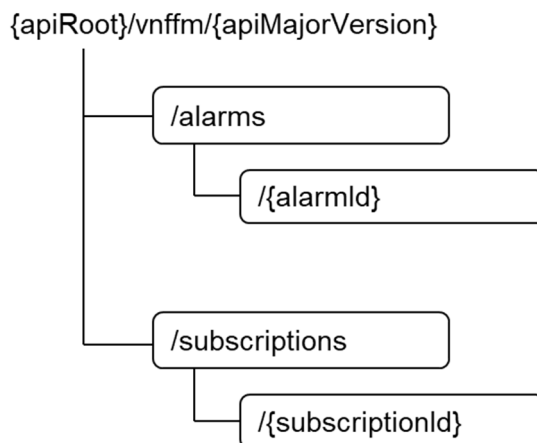 {apiRoot}/vnffm/{apiMajorVersion}
/alarms
/{alarmId}
/subscriptions
/{subscriptionId}